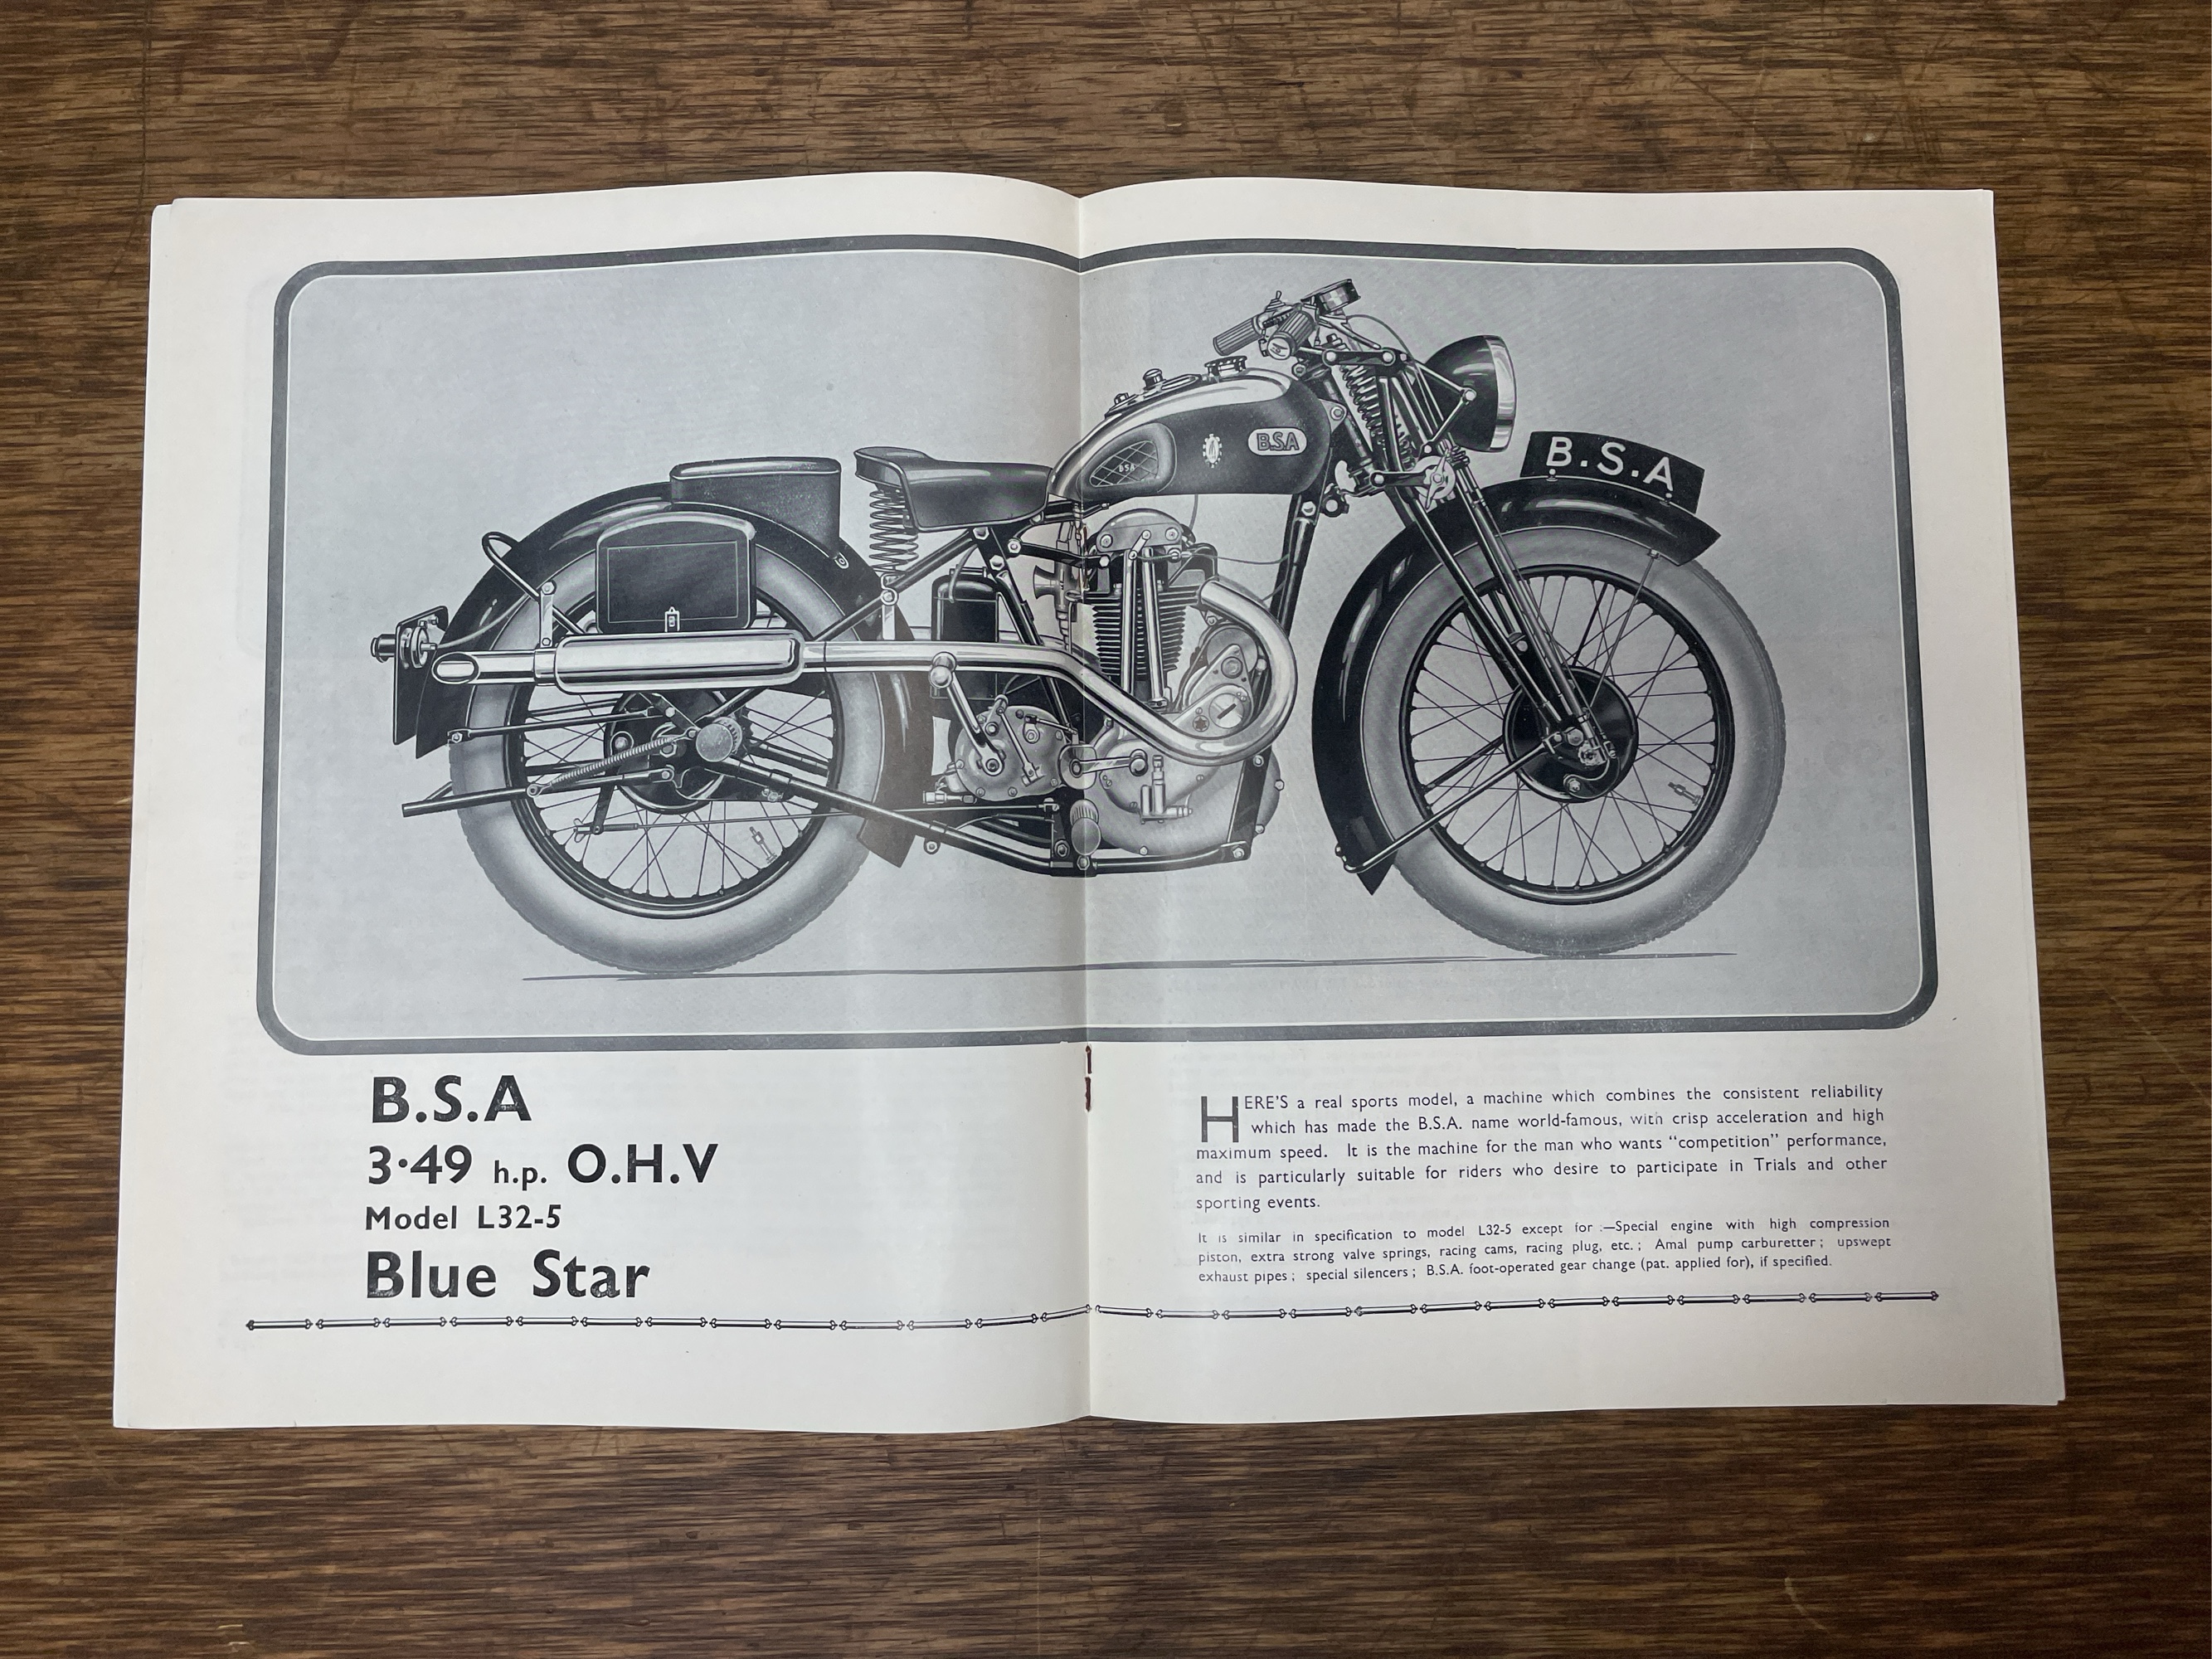 BSA
BSA
B.S.A
B.S.A
3·49 h.p. O.H.V
Model L32-5
Blue Star
HERE'S a real sports model, a machine which combines the consistent reliability
which has made the B.S.A. name world-famous, with crisp acceleration and high
maximum speed. It is the machine for the man who wants "competition" performance,
and is particularly suitable for riders who desire to participate in Trials and other
sporting events.
It is similar in specification to model L32-5 except for :—Special engine with high compression
piston, extra strong valve springs, racing cams, racing plug, etc. ; Amal pump carburetter ; upswept
exhaust pipes ; special silencers ; B.S.A. foot-operated gear change (pat. applied for), if specified.